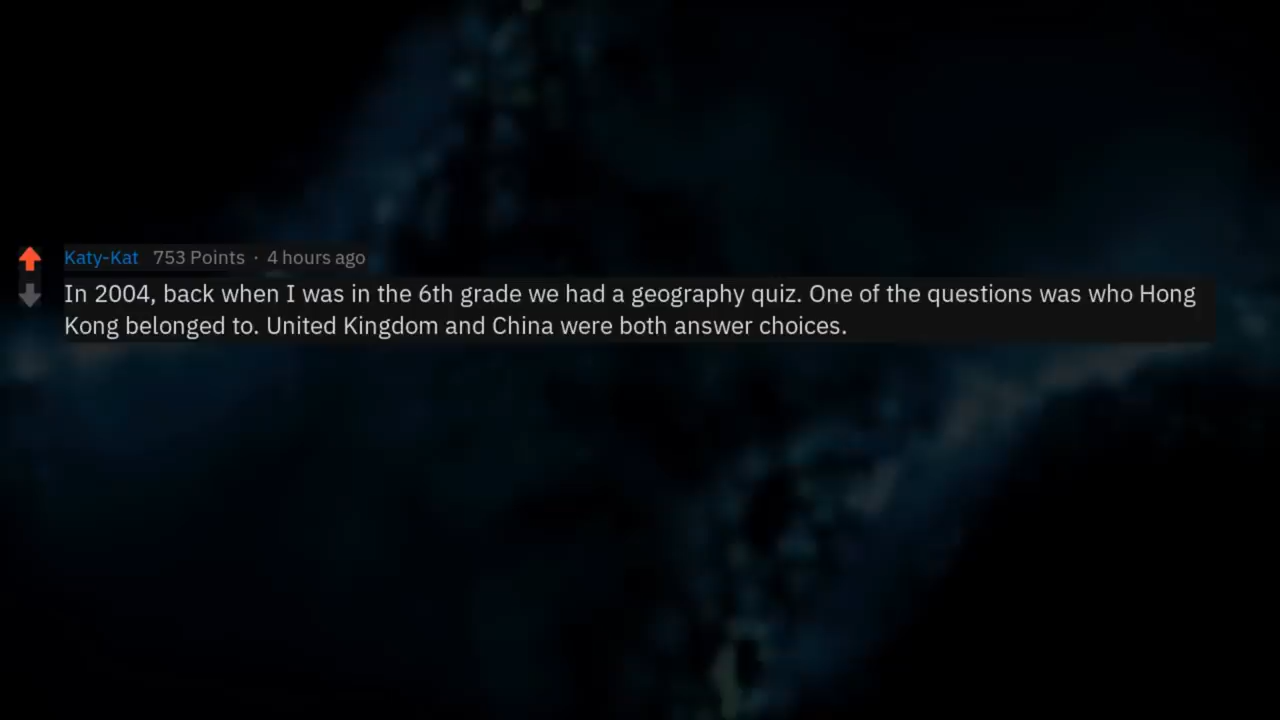 Katy-Kat 753 Points · 4 hours ago
In 2004, back when I was in the 6th grade we had a geography quiz. One of the questions was who Hong
Kong belonged to. United Kingdom and China were both answer choices.